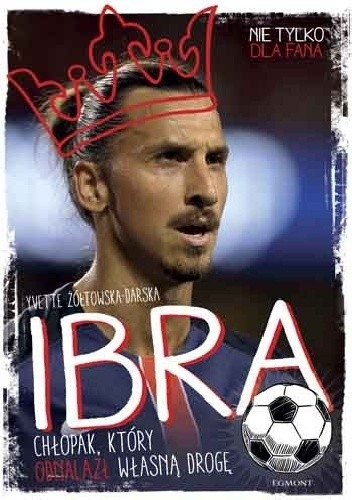 NIE TYLKO
DLA FANA
YVETTE ŻÓŁTOWSKA-DARSKA
IBRA
CHŁOPAK, KTÓRY
ODNALAZŁ WŁASNĄ DROGĘ
EGMONT